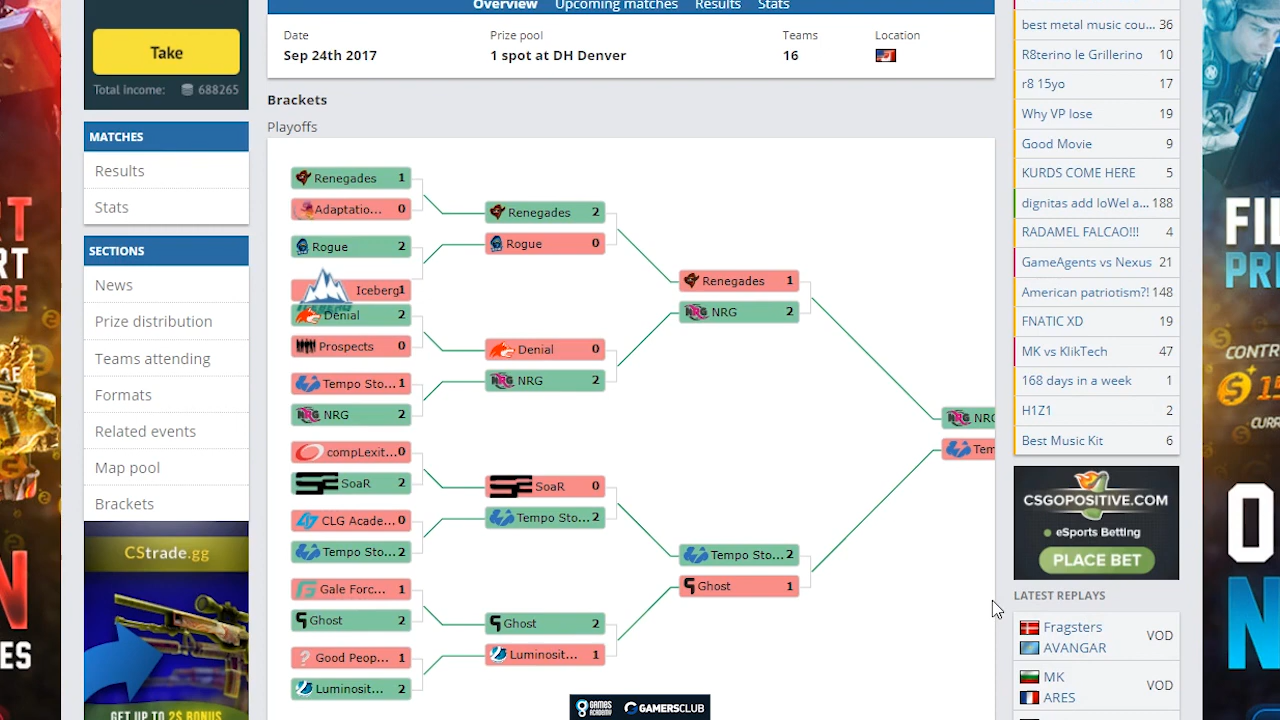 Take
Total income: 688265
MATCHES
Results
Stats
SECTIONS
News
Prize distribution
Teams attending
Formats
Related events
Map pool
Brackets
CStrade.gg
GET UP TO 2$ BONUS
Overview Upcoming matches Results Stats
Date Prize pool Teams Location
Sep 24th 2017 1 spot at DH Denver 16
Brackets
Playoffs
Renegades 1
Adaptatio... 0
Rogue 2
Iceberg 1
Denial 2
Prospects 0
Tempo Sto... 1
NRG 2
compLexit... 0
SoaR 2
CLG Acade... 0
Tempo Sto... 2
Gale Forc... 1
Ghost 2
Good Peop... 1
Luminosit... 2
Renegades 2
Rogue 0
Denial 0
NRG 2
SoaR 0
Tempo Sto... 2
Ghost 2
Luminosit... 1
Renegades 1
NRG 2
Tempo Sto... 2
Ghost 1
NRG
Tem
GAMES ACADEMY GAMERSCLUB
best metal music cou... 36
R8terino le Grillerino 10
r8 15yo 17
Why VP lose 19
Good Movie 9
KURDS COME HERE 5
dignitas add loWel a... 188
RADAMEL FALCAO!!! 4
GameAgents vs Nexus 21
American patriotism?! 148
FNATIC XD 19
MK vs KlikTech 47
168 days in a week 1
H1Z1 2
Best Music Kit 6
CSGOPOSITIVE.COM
eSports Betting
PLACE BET
LATEST REPLAYS
Fragsters
AVANGAR
VOD
MK
ARES
VOD